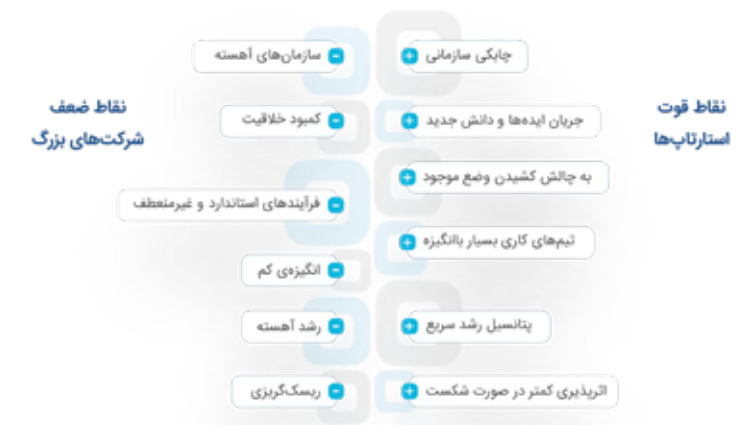 نقاط قوت
استارتاپ‌ها
چابکی سازمانی
جریان ایده‌ها و دانش جدید
به چالش کشیدن وضع موجود
تیم‌های کاری بسیار باانگیزه
پتانسیل رشد سریع
اثرپذیری کمتر در صورت شکست
نقاط ضعف
شرکت‌های بزرگ
سازمان‌های آهسته
کمبود خلاقیت
فرآیندهای استاندارد و غیرمنعطف
انگیزه‌ی کم
رشد آهسته
ریسک‌گریزی